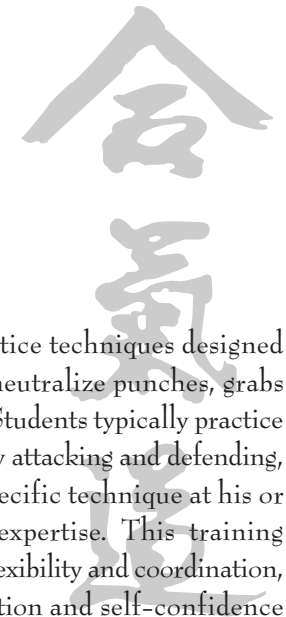 合
氣
道
tice techniques designed
neutralize punches, grabs
Students typically practice
y attacking and defending,
ecific technique at his or
expertise. This training
exibility and coordination,
tion and self-confidence